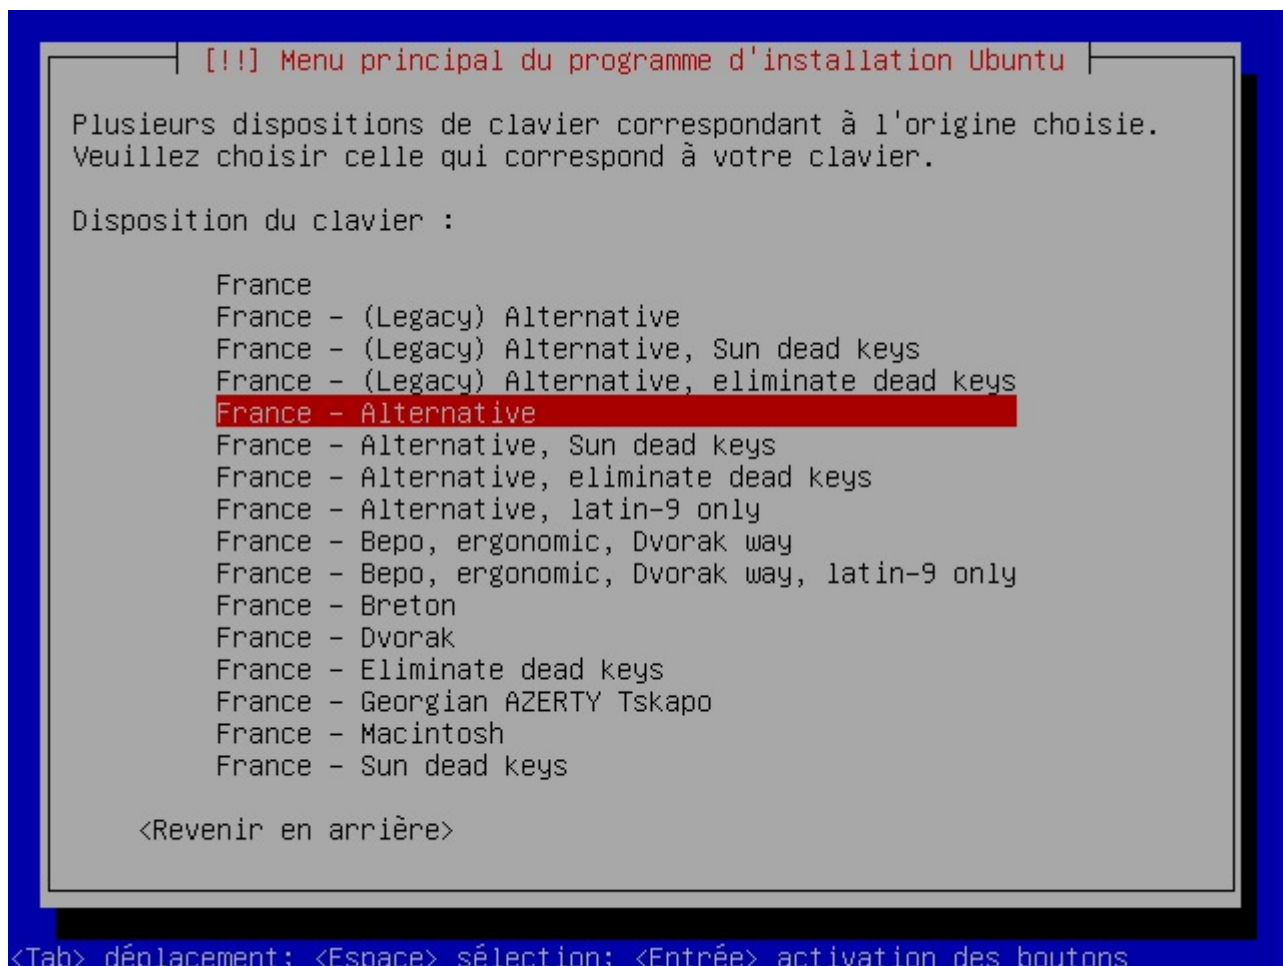 [!!] Menu principal du programme d'installation Ubuntu
Plusieurs dispositions de clavier correspondant à l'origine choisie.
Veuillez choisir celle qui correspond à votre clavier.
Disposition du clavier :
France
France - (Legacy) Alternative
France - (Legacy) Alternative, Sun dead keys
France - (Legacy) Alternative, eliminate dead keys
France - Alternative
France - Alternative, Sun dead keys
France - Alternative, eliminate dead keys
France - Alternative, latin-9 only
France - Bepo, ergonomic, Dvorak way
France - Bepo, ergonomic, Dvorak way, latin-9 only
France - Breton
France - Dvorak
France - Eliminate dead keys
France - Georgian AZERTY Tskapo
France - Macintosh
France - Sun dead keys
<Revenir en arrière>
<Tab> déplacement; <Espace> sélection; <Entrée> activation des boutons